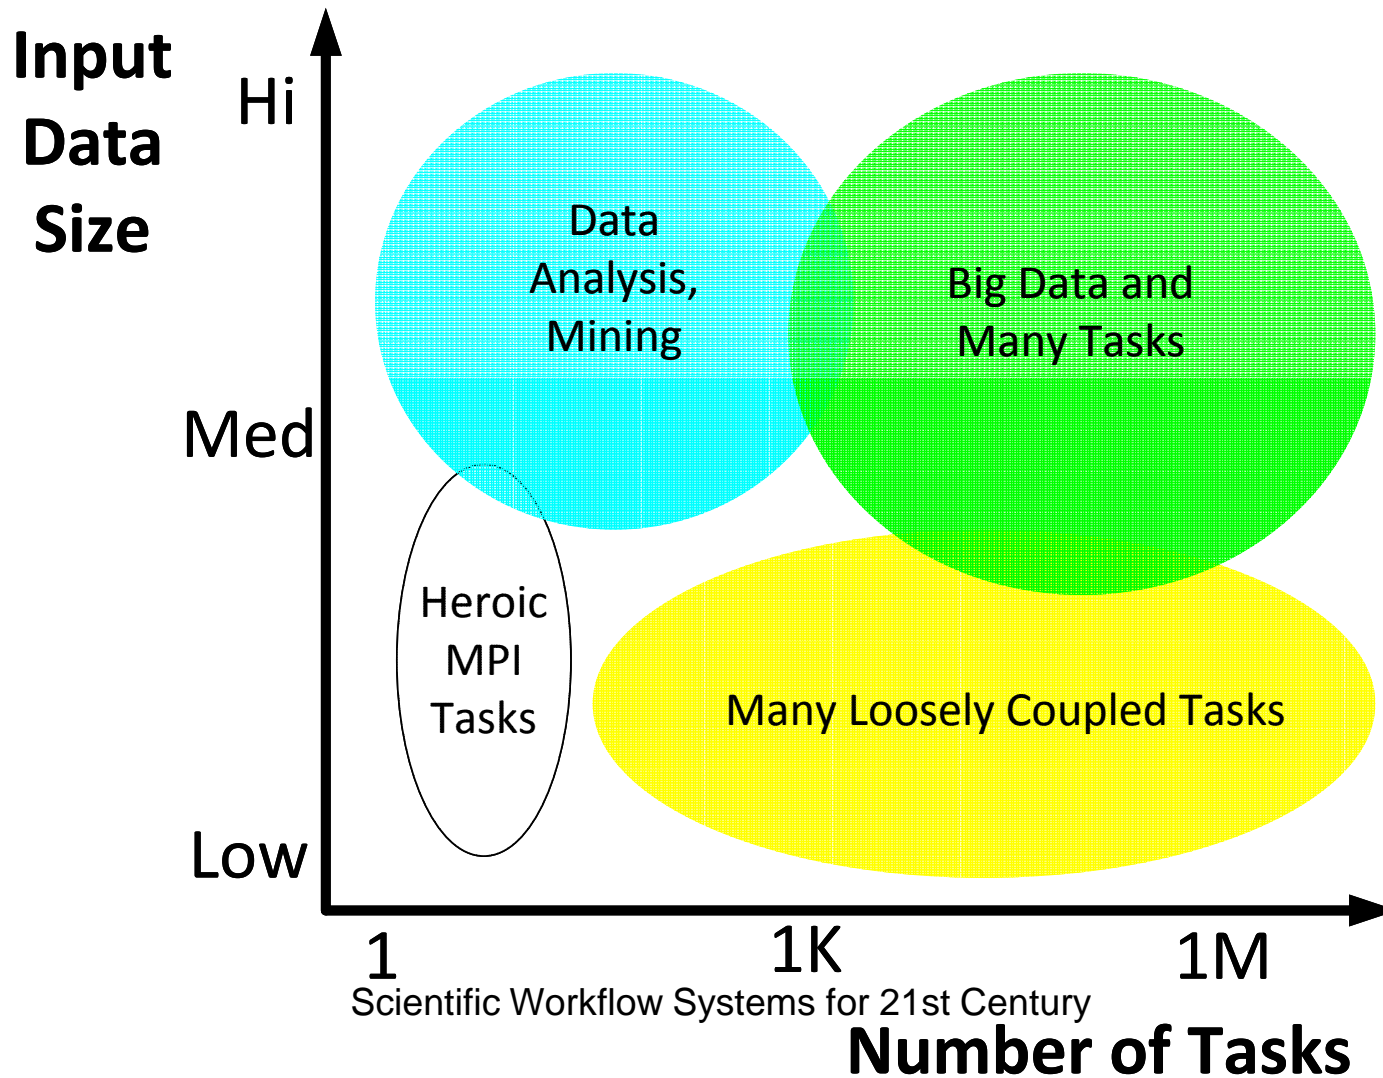 Input
Data
Size
Hi
Med
Low
Data
Analysis,
Mining
Big Data and
Many Tasks
Heroic
MPI
Tasks
Many Loosely Coupled Tasks
1
1K
1M
Scientific Workflow Systems for 21st Century
Number of Tasks